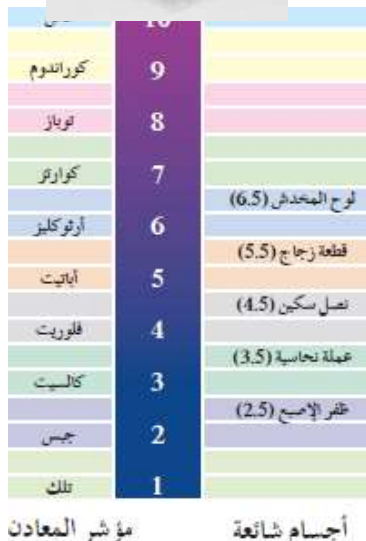 10
كوراندوم 9
توباز 8
كوارتز 7
لوح المخدش (6.5)
أرثوكليز 6
قطعة زجاج (5.5)
أباتيت 5
نصل سكين (4.5)
فلوريت 4
عملة نحاسية (3.5)
كالسيت 3
ظفر الإصبع (2.5)
جبس 2
تلك 1
أجسام شائعة
مؤشر المعادن